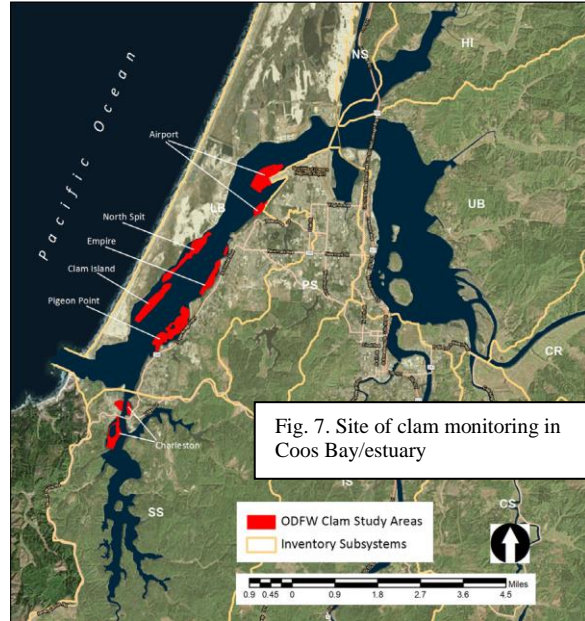 Pacific Ocean
NS
HI
Airport
LB
North Spit
UB
Empire
Clam Island
PS
Pigeon Point
CR
Fig. 7. Site of clam monitoring in
Coos Bay/estuary
Charleston
IS
SS
CS
ODFW Clam Study Areas
Inventory Subsystems
Miles
0.9 0.45 0 0.9 1.8 2.7 3.6 4.5